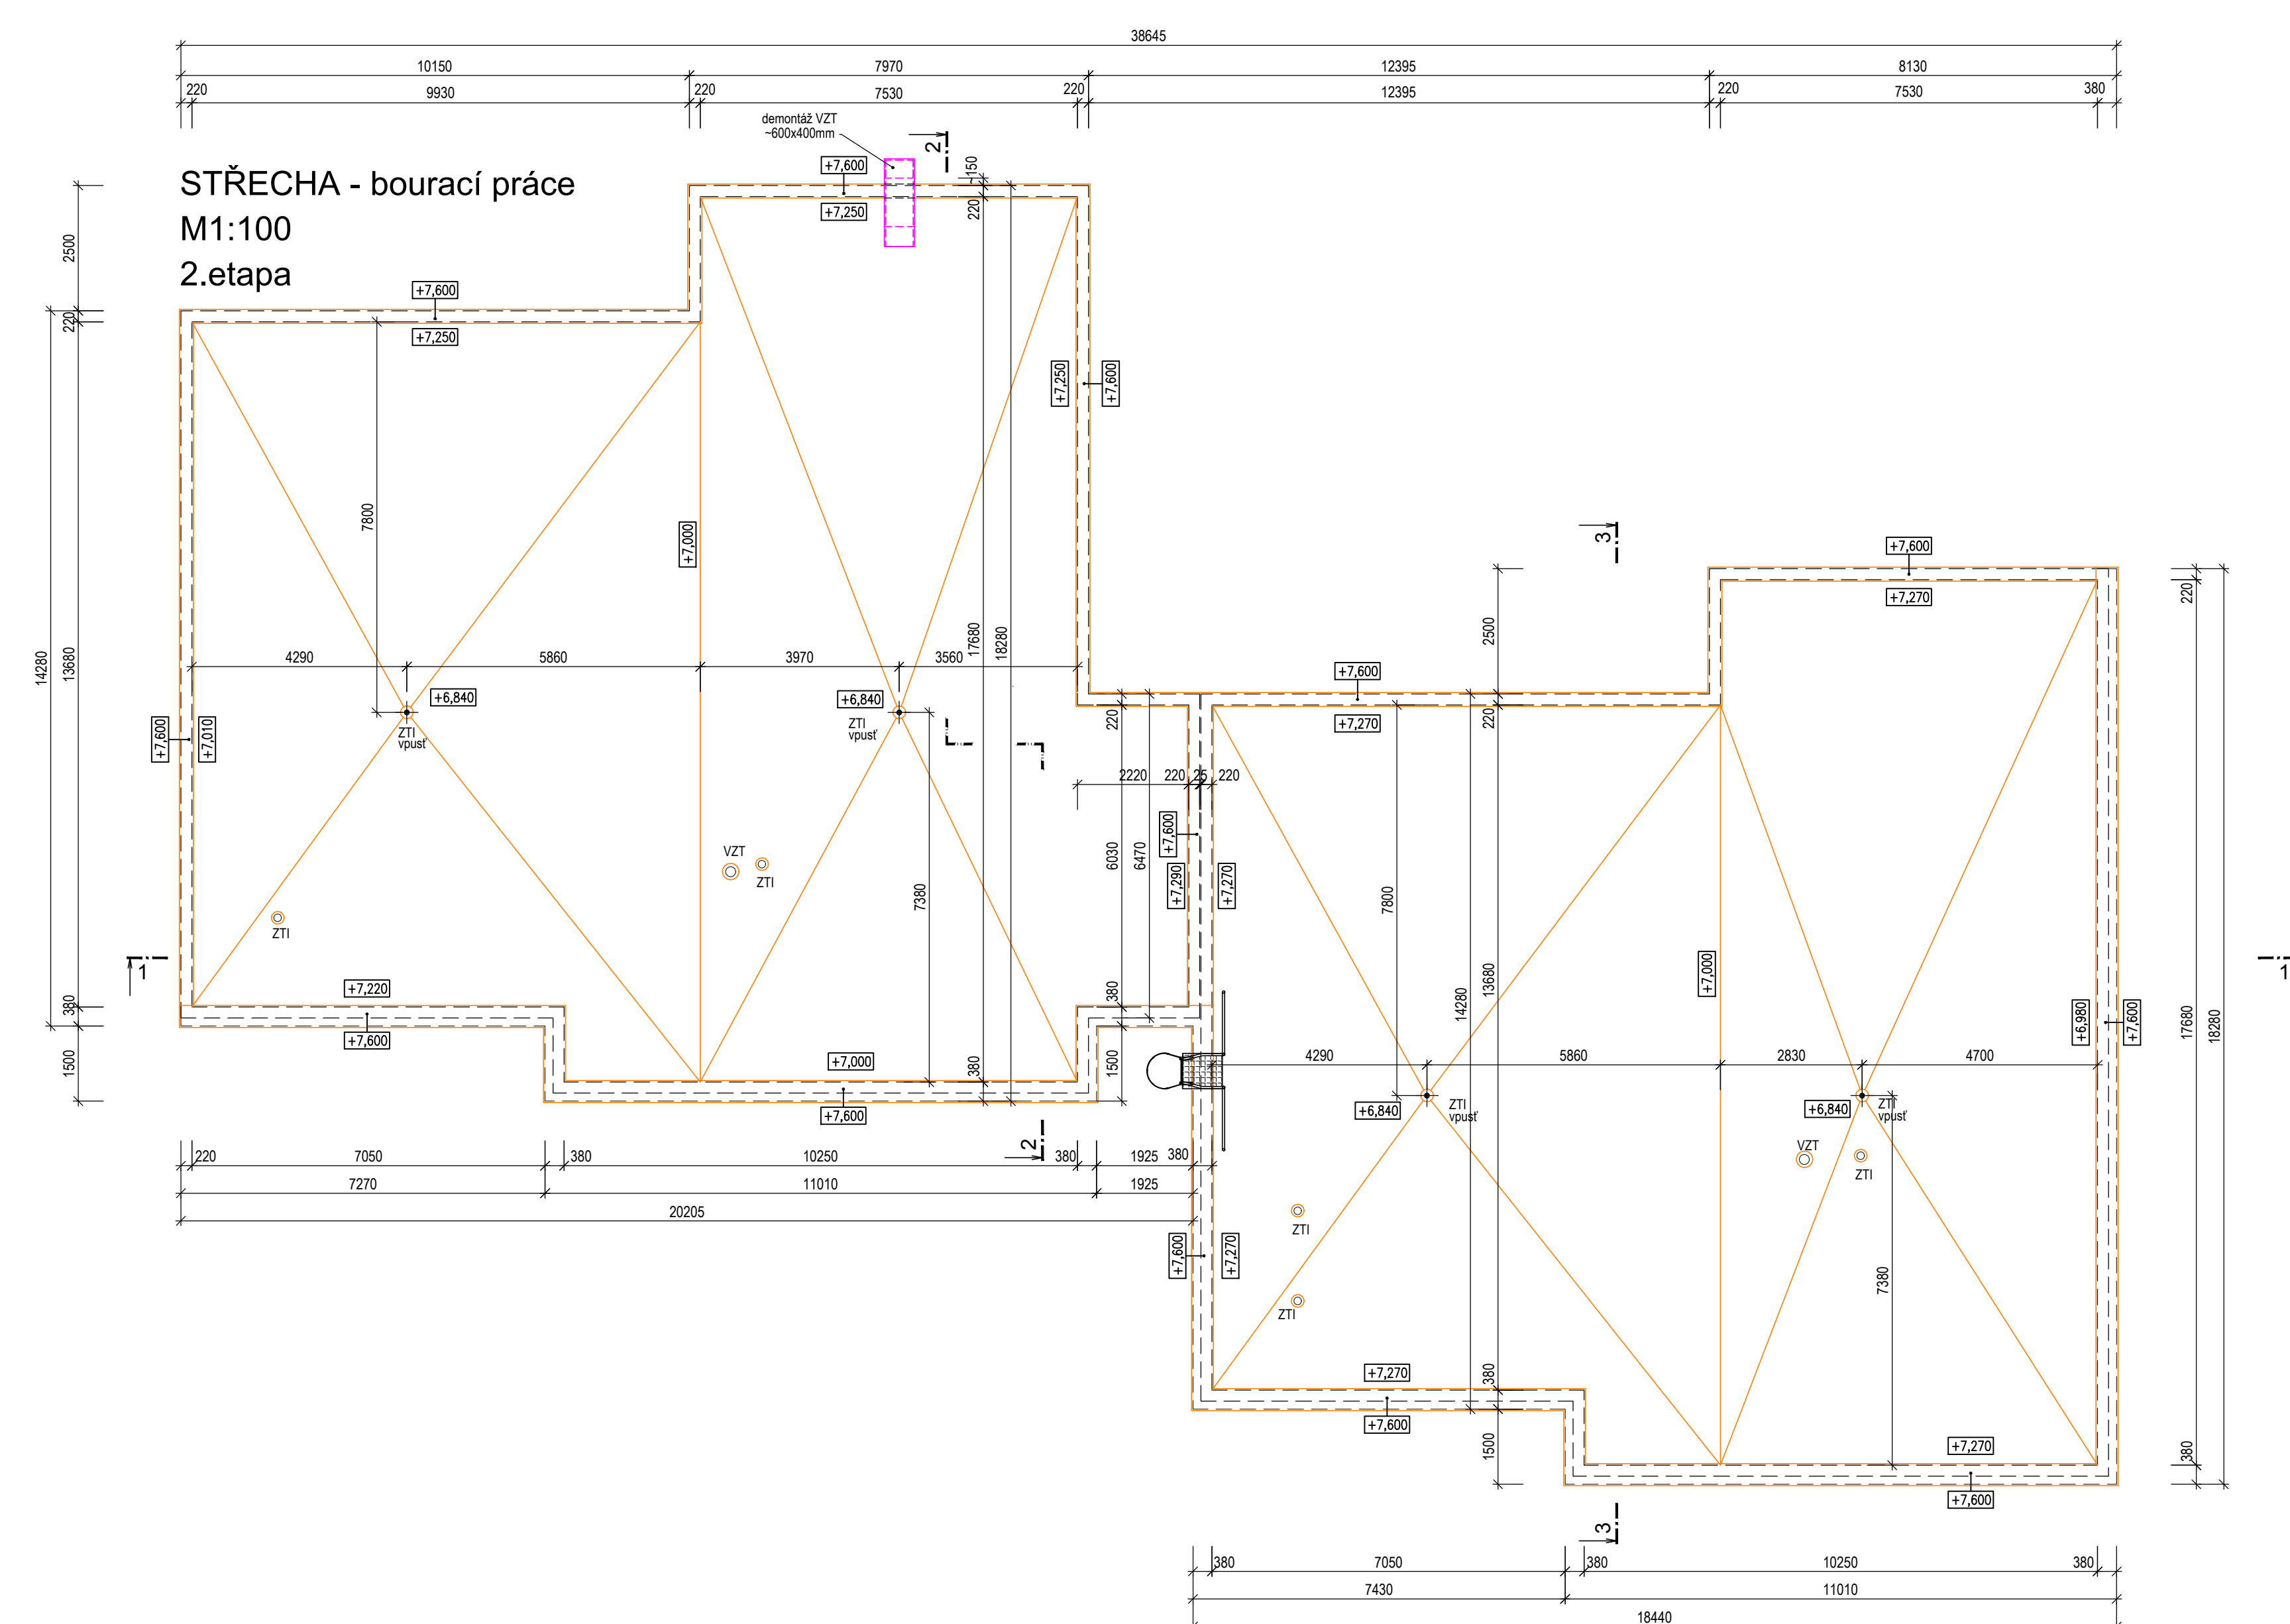 38645
10150 7970 12395 8130
220 9930 220 7530 220 12395 220 7530 380
demontáž VZT
~600x400mm
2
~150
+7,600
STŘECHA - bourací práce
M1:100
2.etapa
+7,250
220
2500
+7,600
220
+7,250
+7,250
+7,600
7800
+7,000
3
+7,600
220
+7,270
2500
14280
13680
17680
18280
4290 5860 3970 3560
+6,840
+6,840
ZTI
vpusť
ZTI
vpusť
+7,600
+7,010
+7,600
220
220
+7,270
2220 220 25 220
+7,600
6030
6470
+7,290
+7,270
VZT
ZTI
7380
7800
ZTI
1
1
+7,220
380
+7,600
380
1500
+7,000
380
1500
+7,600
14280
13680
+7,000
+6,980
+7,600
17680
18280
4290 5860 2830 4700
+6,840
ZTI
vpusť
+6,840
ZTI
vpusť
2
VZT
ZTI
220 7050 380 10250 380 1925 380
7270 11010 1925
20205
ZTI
+7,600
+7,270
ZTI
7380
+7,270
380
+7,600
1500
+7,270
380
+7,600
3
380 7050 380 10250 380
7430 11010
18440